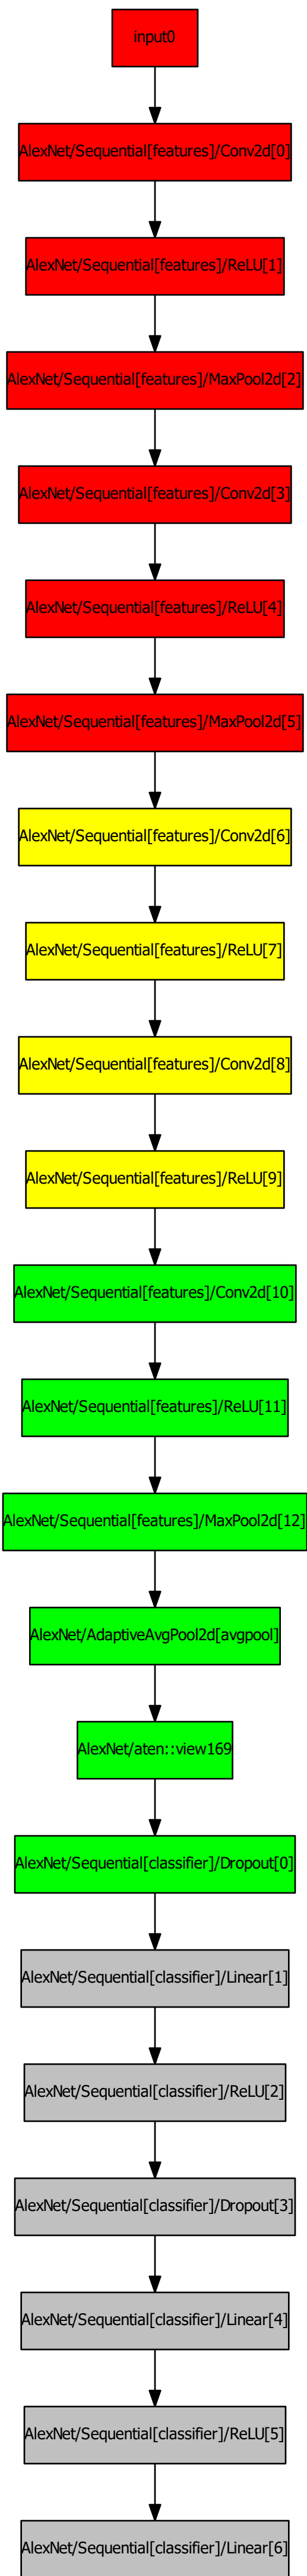 input0
AlexNet/Sequential[features]/Conv2d[0]
AlexNet/Sequential[features]/ReLU[1]
AlexNet/Sequential[features]/MaxPool2d[2]
AlexNet/Sequential[features]/Conv2d[3]
AlexNet/Sequential[features]/ReLU[4]
AlexNet/Sequential[features]/MaxPool2d[5]
AlexNet/Sequential[features]/Conv2d[6]
AlexNet/Sequential[features]/ReLU[7]
AlexNet/Sequential[features]/Conv2d[8]
AlexNet/Sequential[features]/ReLU[9]
AlexNet/Sequential[features]/Conv2d[10]
AlexNet/Sequential[features]/ReLU[11]
AlexNet/Sequential[features]/MaxPool2d[12]
AlexNet/AdaptiveAvgPool2d[avgpool]
AlexNet/aten::view169
AlexNet/Sequential[classifier]/Dropout[0]
AlexNet/Sequential[classifier]/Linear[1]
AlexNet/Sequential[classifier]/ReLU[2]
AlexNet/Sequential[classifier]/Dropout[3]
AlexNet/Sequential[classifier]/Linear[4]
AlexNet/Sequential[classifier]/ReLU[5]
AlexNet/Sequential[classifier]/Linear[6]